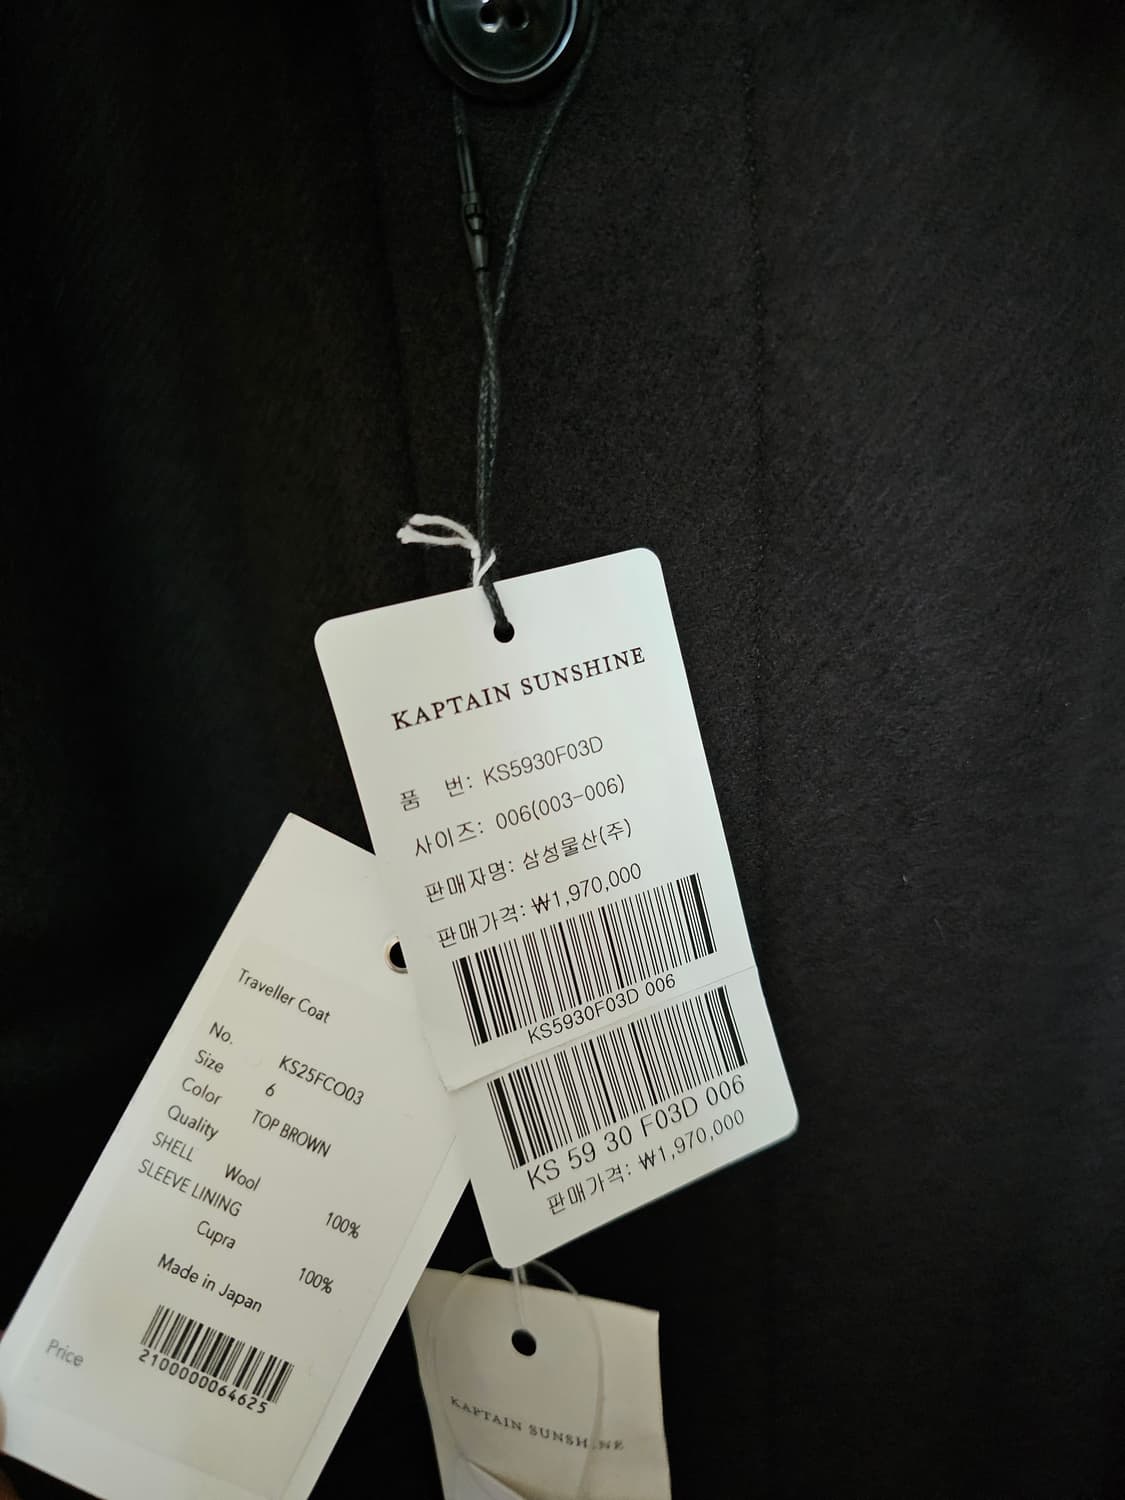 KAPTAIN SUNSHINE
품 번: KS5930F03D
사이즈: 006(003-006)
판매자명: 삼성물산(주)
판매가격: ₩1,970,000
KS5930F03D 006
KS 59 30 F03D 006
판매가격: ₩1,970,000
Traveller Coat
No. KS25FCO03
Size 6
Color TOP BROWN
Quality
SHELL Wool 100%
SLEEVE LINING
Cupra 100%
Made in Japan
2100000064625
Price
KAPTAIN SUNSHINE